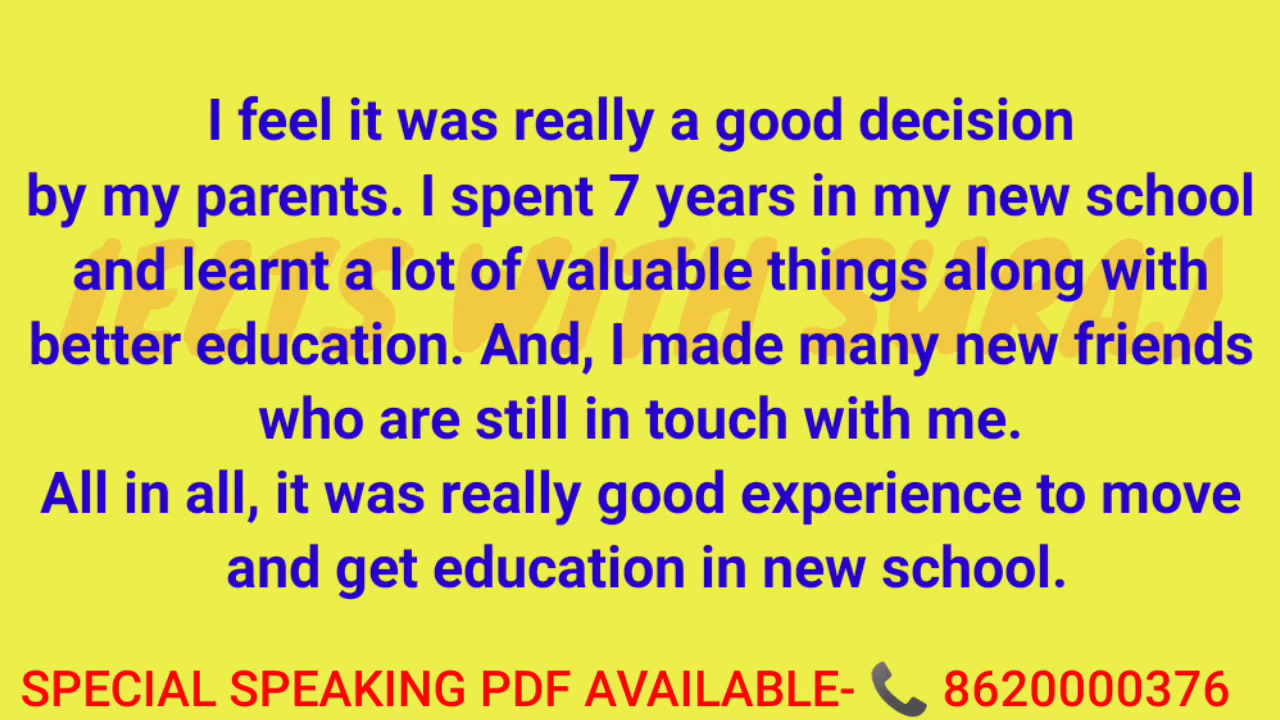 I feel it was really a good decision
by my parents. I spent 7 years in my new school
and learnt a lot of valuable things along with
better education. And, I made many new friends
who are still in touch with me.
All in all, it was really good experience to move
and get education in new school.
IELTS WITH SURAJ
SPECIAL SPEAKING PDF AVAILABLE- 📞 8620000376